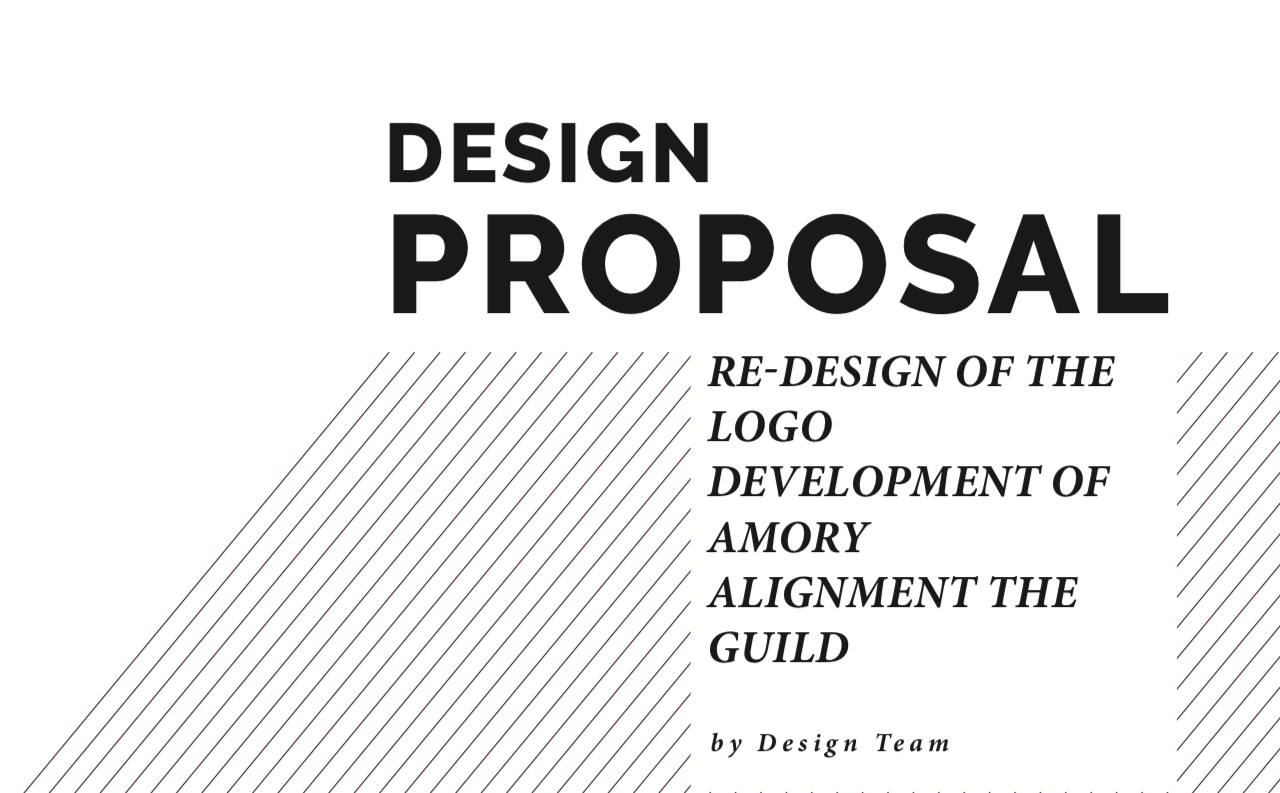 DESIGN
PROPOSAL
RE-DESIGN OF THE
LOGO
DEVELOPMENT OF
AMORY
ALIGNMENT THE
GUILD
by Design Team